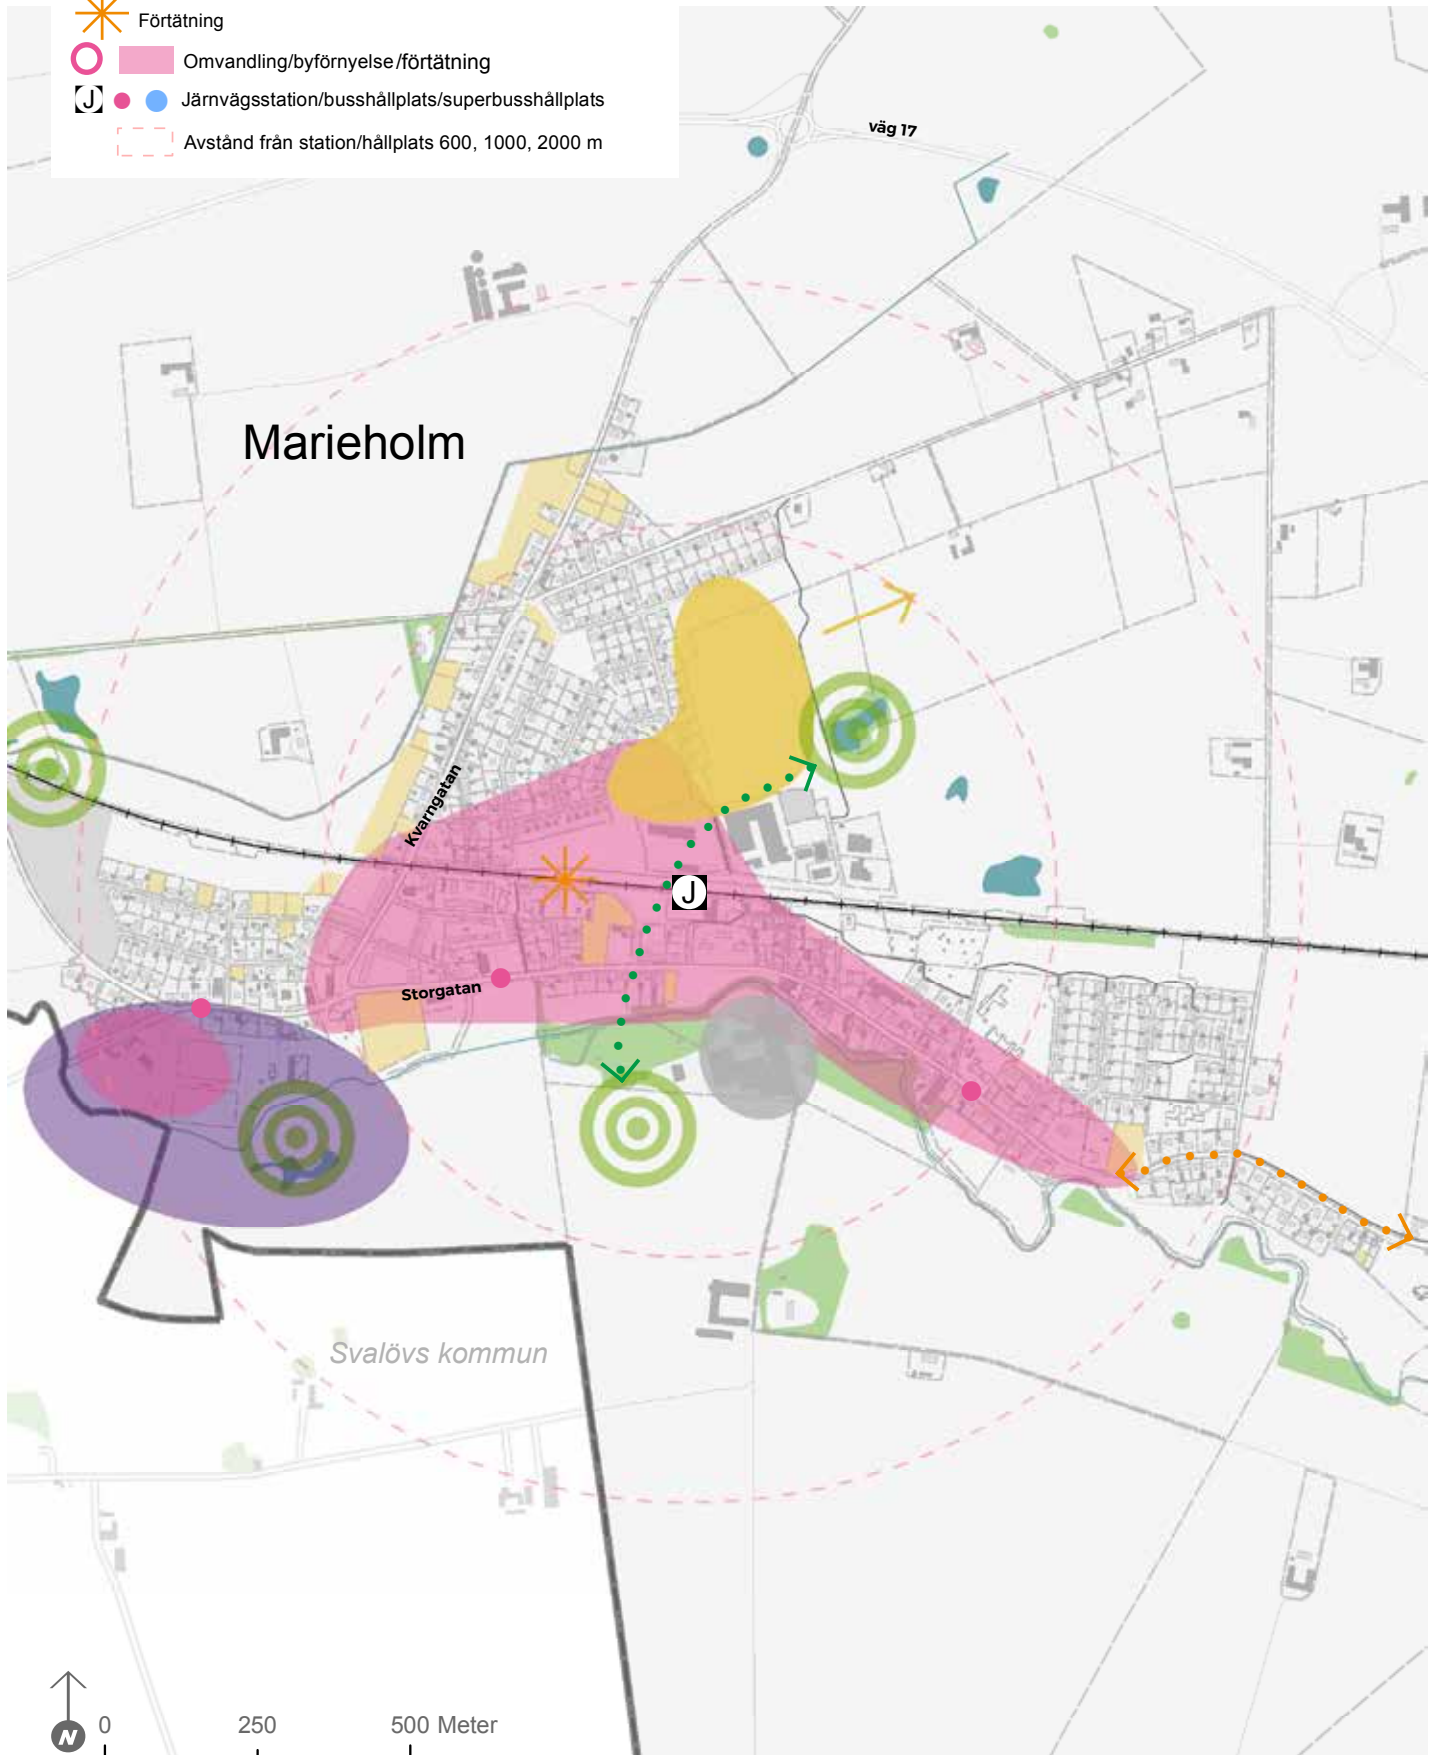 Förtätning
Omvandling/byförnyelse/förtätning
J Järnvägsstation/busshållplats/superbusshållplats
Avstånd från station/hållplats 600, 1000, 2000 m
väg 17
Marieholm
Kvarngatan
J
Storgatan
Svalövs kommun
N
0 250 500 Meter